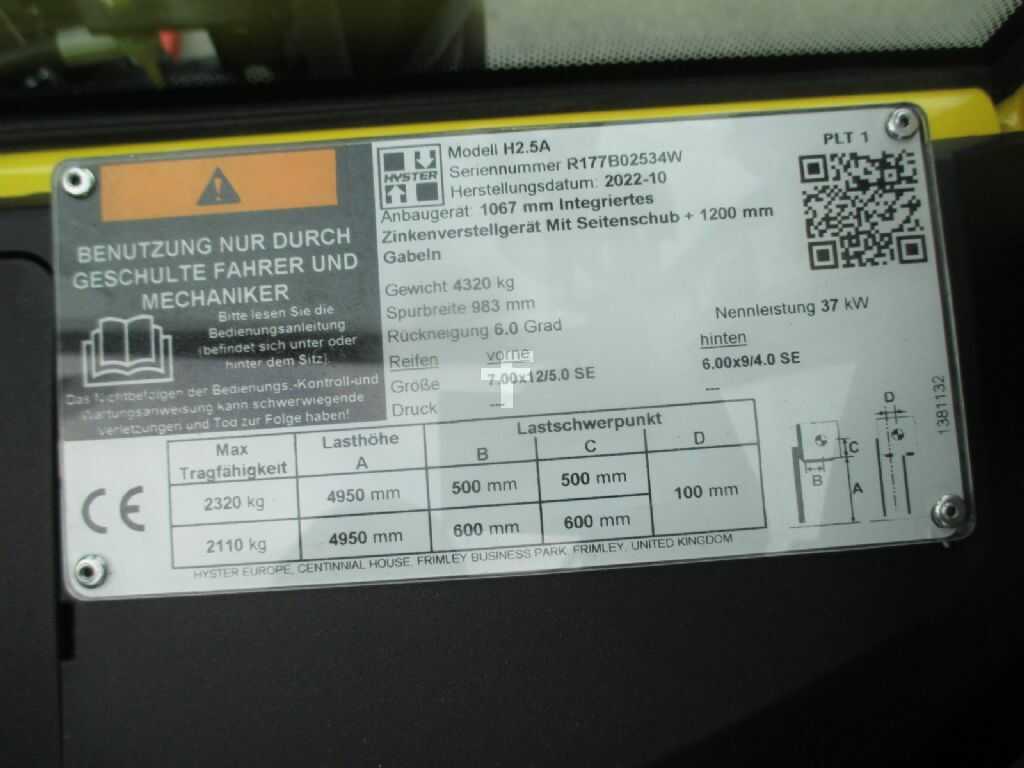 PLT 1
HYSTER
Modell H2.5A
Seriennummer R177B02534W
Herstellungsdatum: 2022-10
Anbaugerät: 1067 mm Integriertes
Zinkenverstellgerät Mit Seitenschub + 1200 mm
Gabeln
Gewicht 4320 kg
Spurbreite 983 mm
Rückneigung 6.0 Grad
Nennleistung 37 kW
Reifen vorne hinten
Größe 7.00x12/5.0 SE 6.00x9/4.0 SE
Druck --- ---
BENUTZUNG NUR DURCH
GESCHULTE FAHRER UND
MECHANIKER
Bitte lesen Sie die
Bedienungsanleitung
(befindet sich unter oder
hinter dem Sitz).
Das Nichtbefolgen der Bedienungs.-Kontroll-und
Wartungsanweisung kann schwerwiegende
Verletzungen und Tod zur Folge haben!
CE
Max Lasthöhe Lastschwerpunkt
Tragfähigkeit A B C D
2320 kg 4950 mm 500 mm 500 mm 100 mm
2110 kg 4950 mm 600 mm 600 mm
HYSTER EUROPE, CENTINNIAL HOUSE, FRIMLEY BUSINESS PARK, FRIMLEY, UNITED KINGDOM
D
C
B
A
1381132
T